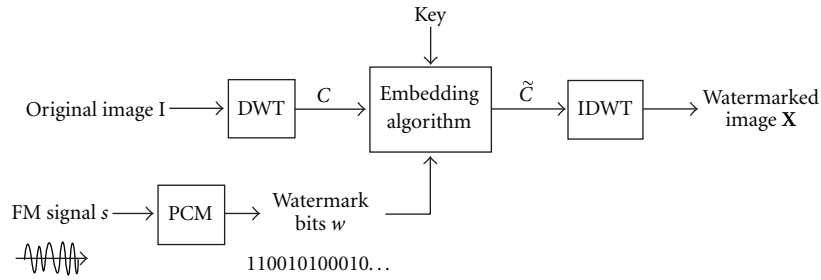 Key
Original image I
DWT
C
Embedding
algorithm
C̃
IDWT
Watermarked
image X
FM signal s
PCM
Watermark
bits w
110010100010...